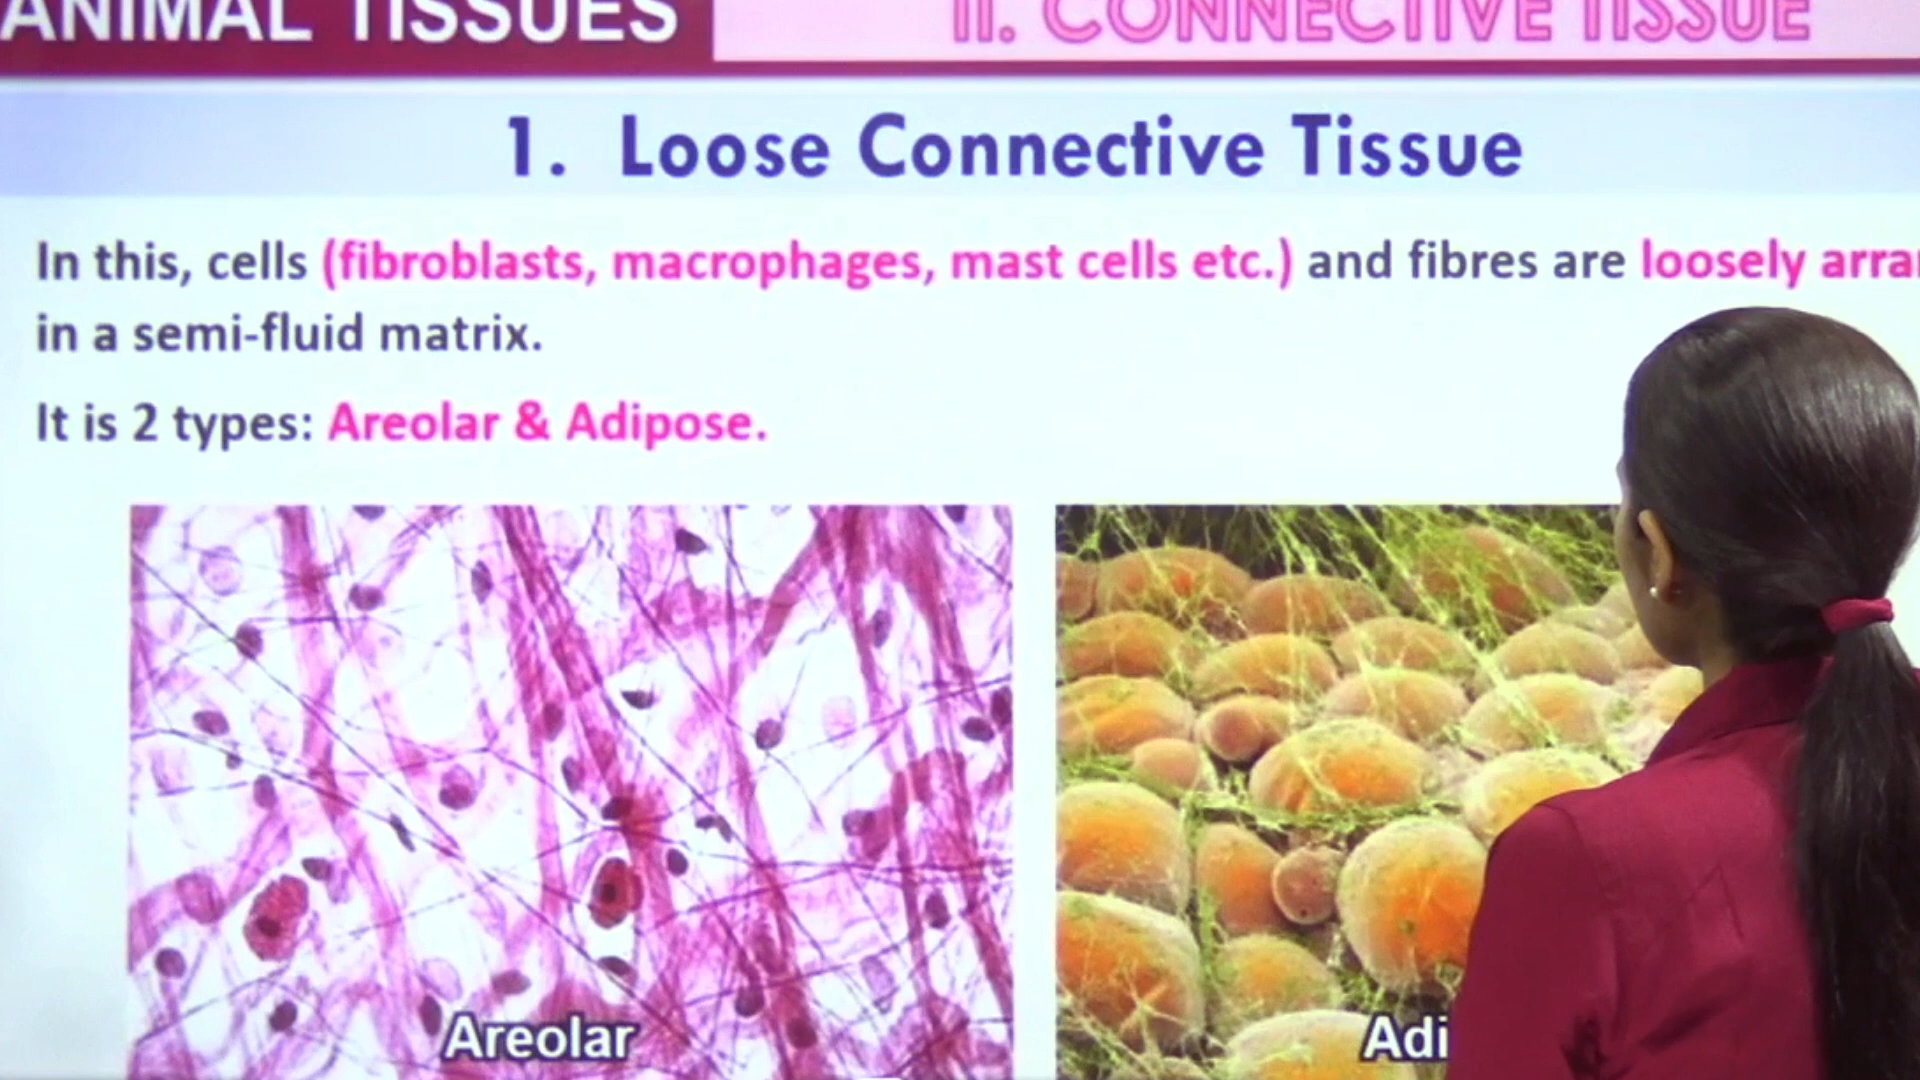 ANIMAL TISSUES
II. CONNECTIVE TISSUE
1. Loose Connective Tissue
In this, cells (fibroblasts, macrophages, mast cells etc.) and fibres are loosely arra
in a semi-fluid matrix.
It is 2 types: Areolar & Adipose.
Areolar
Adi